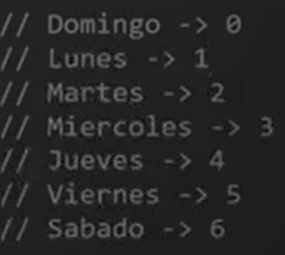 // Domingo -> 0
// Lunes -> 1
// Martes -> 2
// Miercoles -> 3
// Jueves -> 4
// Viernes -> 5
// Sabado -> 6